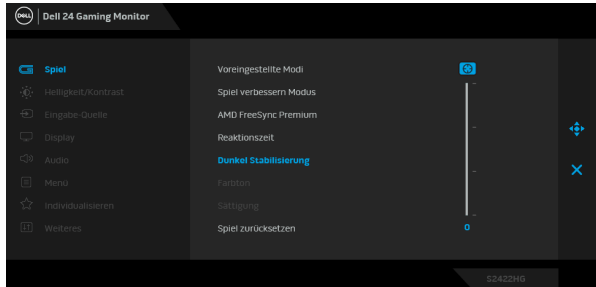 DELL Dell 24 Gaming Monitor
Spiel
Helligkeit/Kontrast
Eingabe-Quelle
Display
Audio
Menü
Individualisieren
Weiteres
Voreingestellte Modi
Spiel verbessern Modus
AMD FreeSync Premium
Reaktionszeit
Dunkel Stabilisierung
Farbton
Sättigung
Spiel zurücksetzen
0
S2422HG